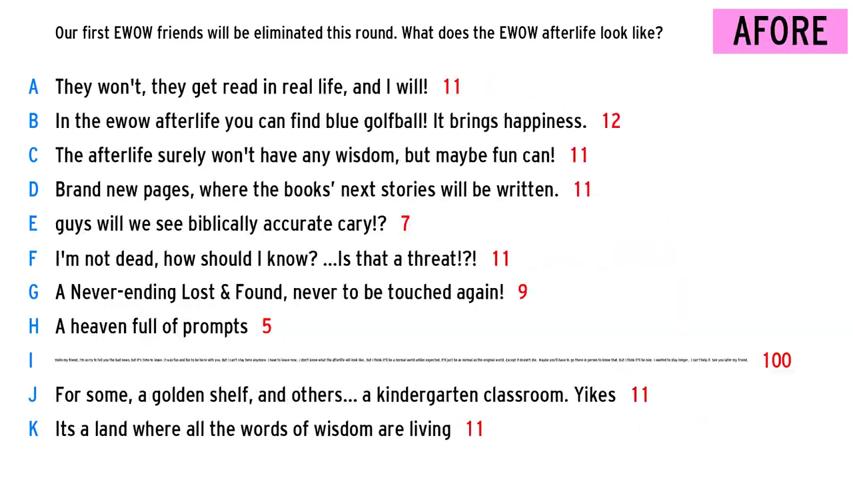 Our first EWOW friends will be eliminated this round. What does the EWOW afterlife look like?
AFORE
A They won't, they get read in real life, and I will! 11
B In the ewow afterlife you can find blue golfball! It brings happiness. 12
C The afterlife surely won't have any wisdom, but maybe fun can! 11
D Brand new pages, where the books’ next stories will be written. 11
E guys will we see biblically accurate cary!? 7
F I'm not dead, how should I know? ...Is that a threat!?! 11
G A Never-ending Lost & Found, never to be touched again! 9
H A heaven full of prompts 5
I 100
J For some, a golden shelf, and others... a kindergarten classroom. Yikes 11
K Its a land where all the words of wisdom are living 11